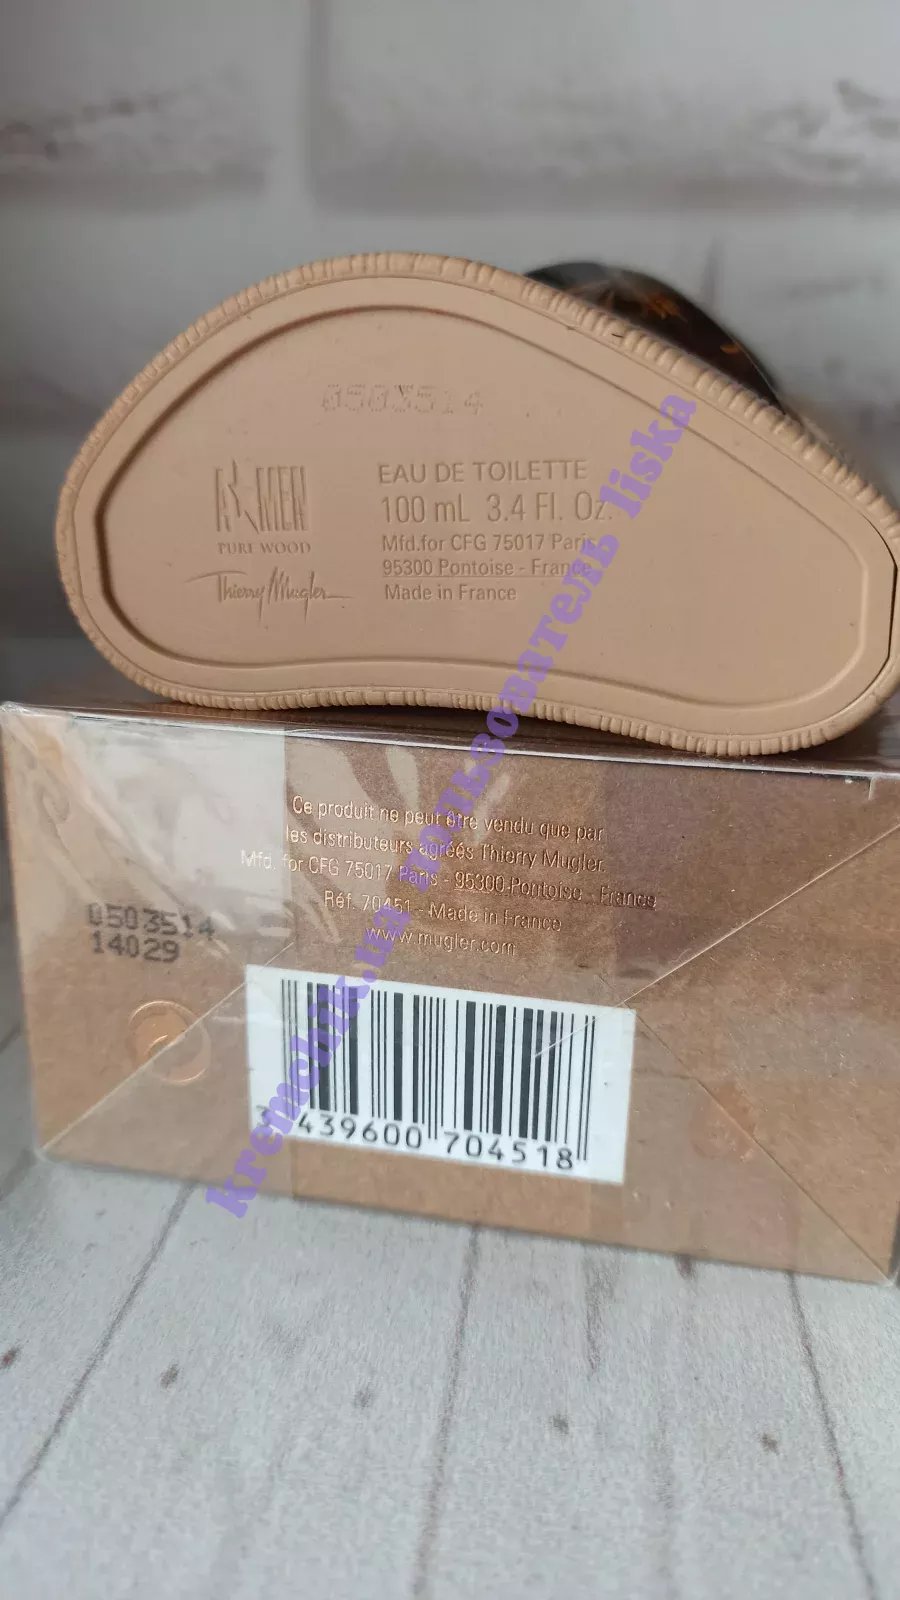 0503514
A*MEN
PURE WOOD
Thierry Mugler
EAU DE TOILETTE
100 mL 3.4 Fl. Oz.
Mfd.for CFG 75017 Paris
95300 Pontoise - France
Made in France
Ce produit ne peut être vendu que par
les distributeurs agréés Thierry Mugler.
Mfd. for CFG 75017 Paris - 95300 Pontoise - France
Réf. 70451 - Made in France
www.mugler.com
0503514
14029
3 439600 704518
kremchik.ua пользователь liska